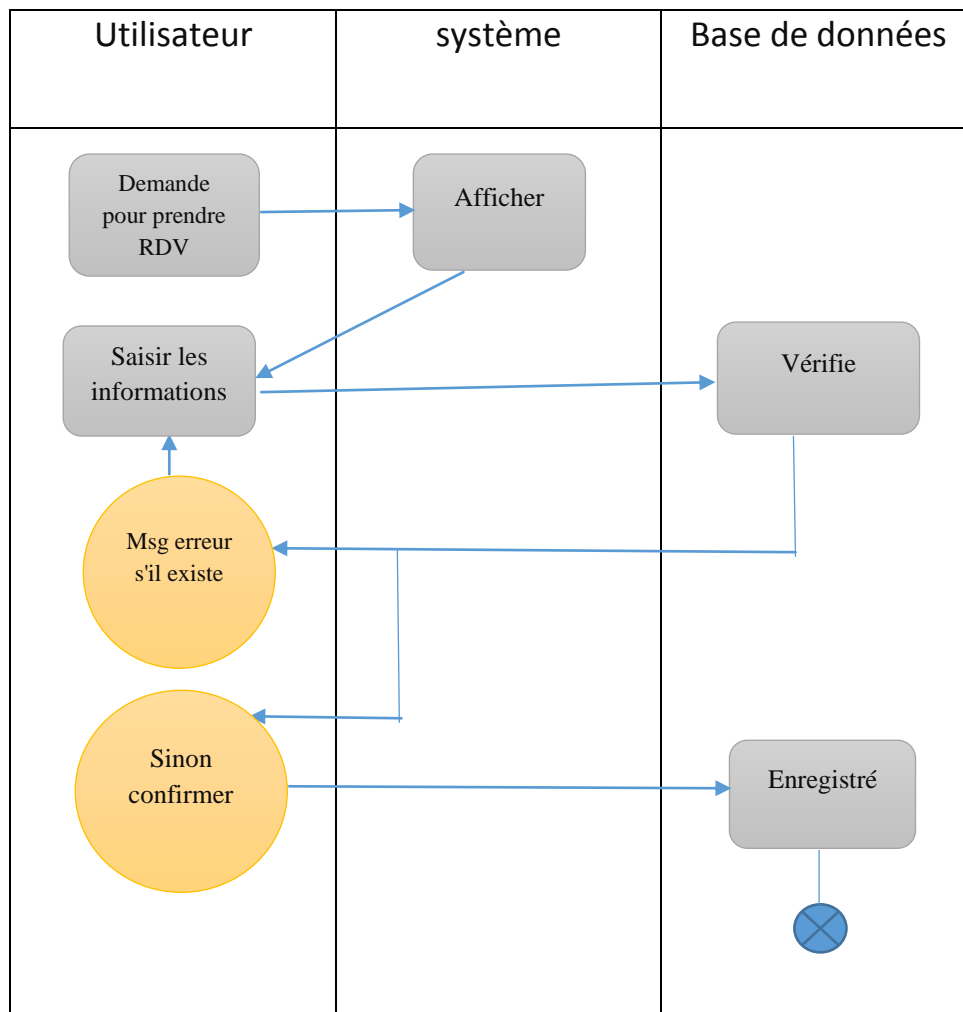 Utilisateur
système
Base de données
Demande
pour prendre
RDV
Afficher
Saisir les
informations
Vérifie
Msg erreur
s'il existe
Sinon
confirmer
Enregistré